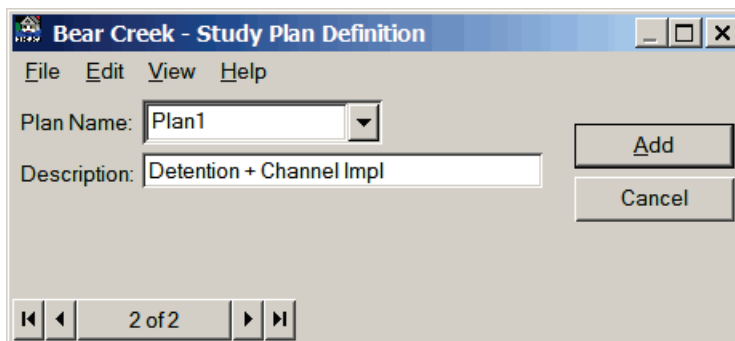 Bear Creek - Study Plan Definition
File Edit View Help
Plan Name: Plan1
Add
Description: Detention + Channel Impl
Cancel
2 of 2